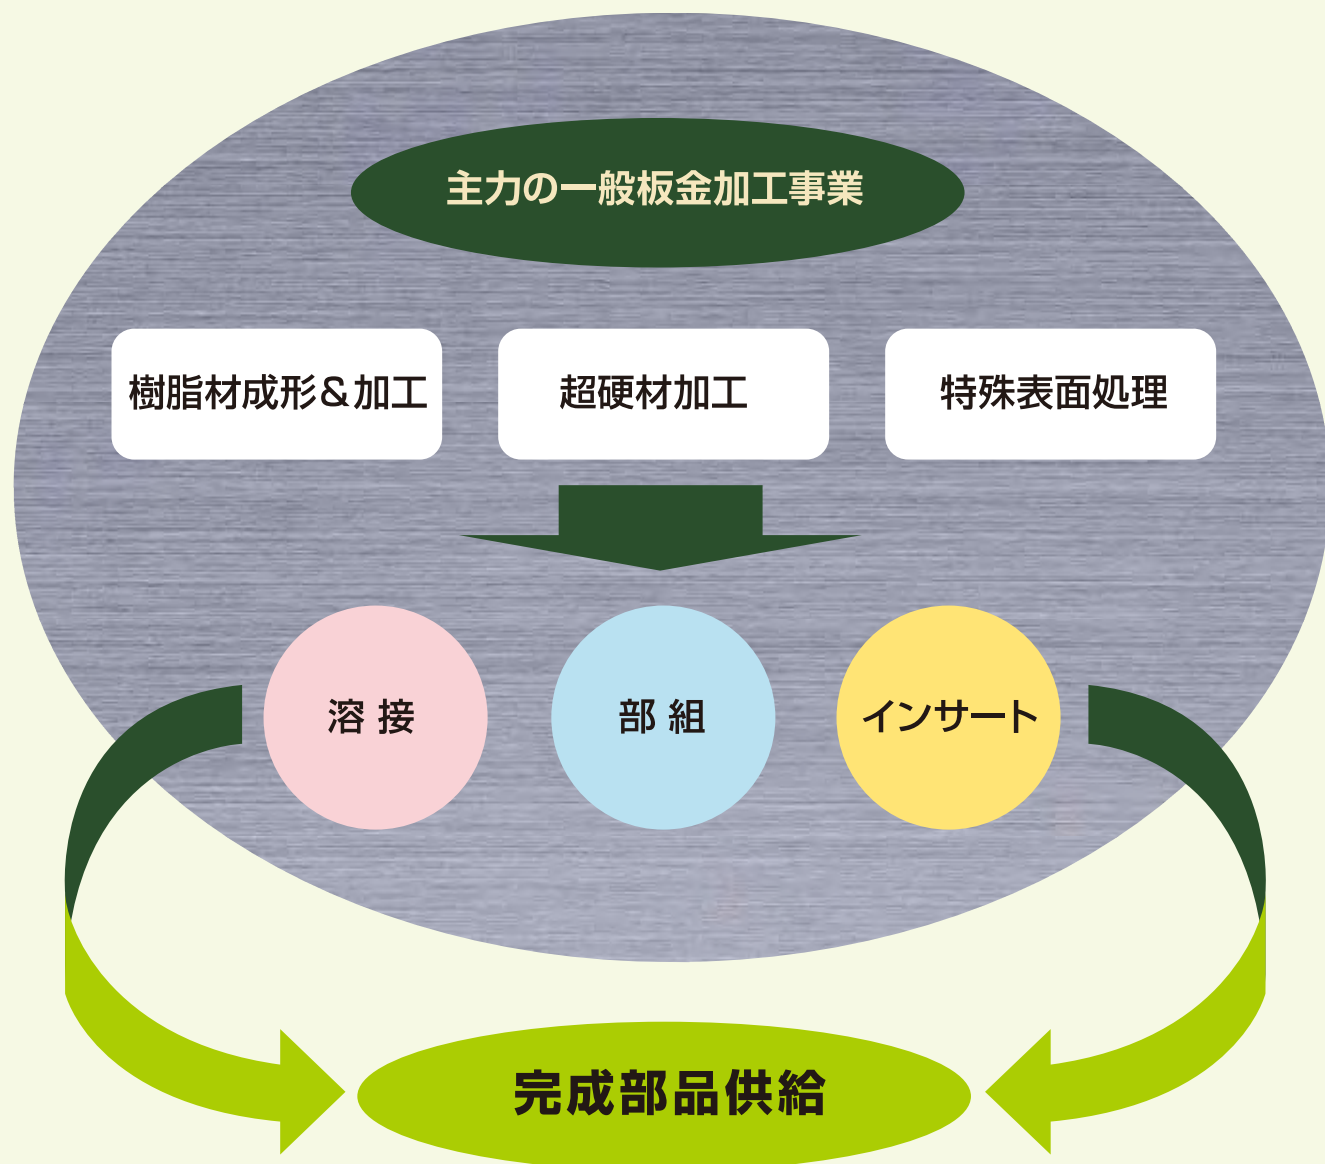 主力の一般板金加工事業
樹脂材成形&加工
超硬材加工
特殊表面処理
溶接
部組
インサート
完成部品供給